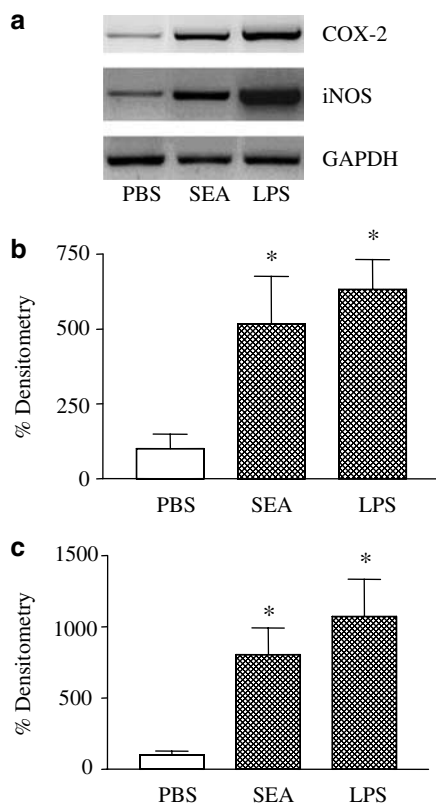 a
COX-2
iNOS
GAPDH
PBS SEA LPS
b
% Densitometry
750
500
250
0
* *
PBS SEA LPS
c
% Densitometry
1500
1000
500
0
* *
PBS SEA LPS